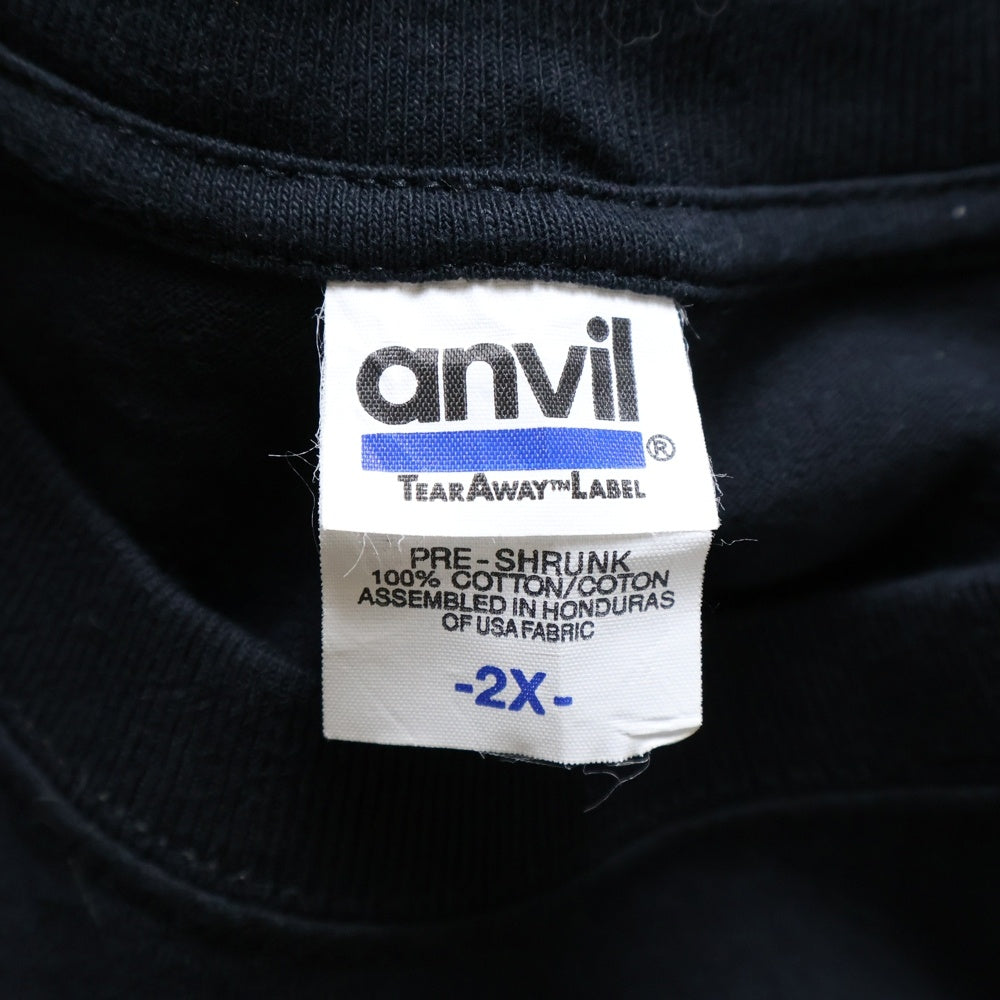 anvil
®
TEARAWAY™LABEL
PRE-SHRUNK
100% COTTON/COTON
ASSEMBLED IN HONDURAS
OF USA FABRIC
-2X-